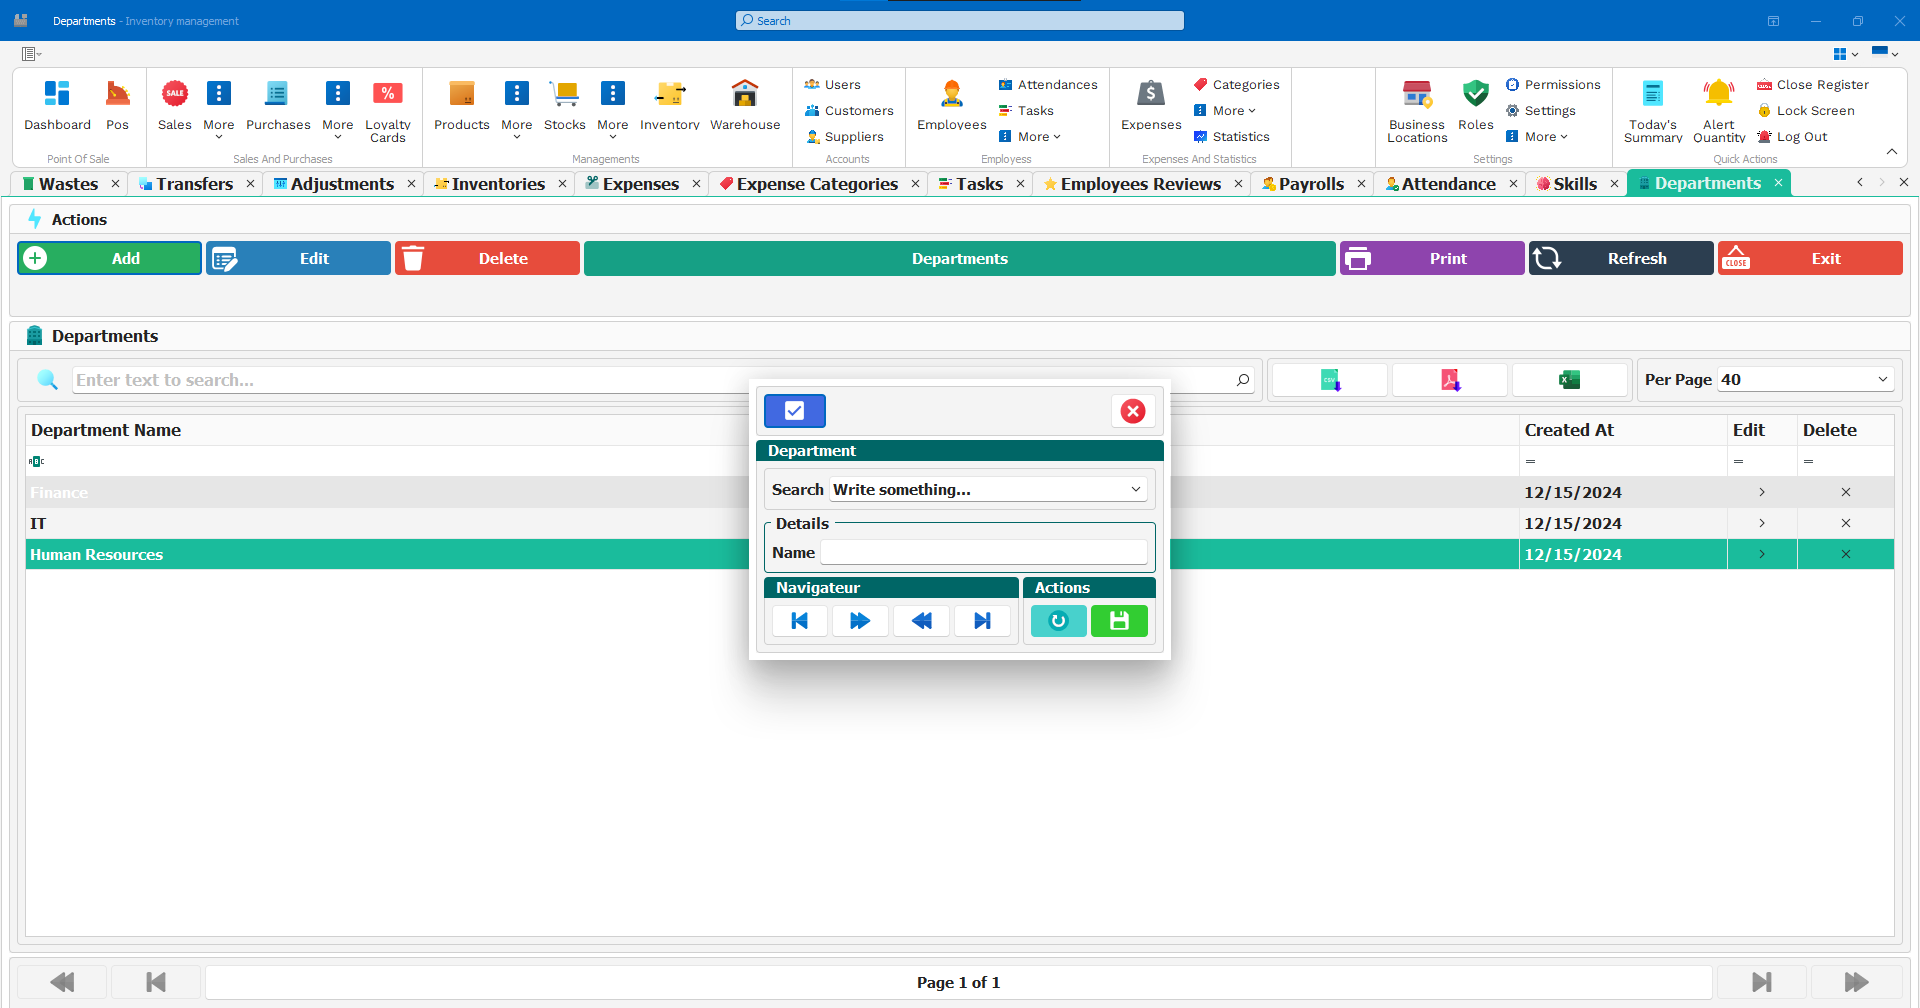 Departments - Inventory management
Search
Dashboard
Pos
Point Of Sale
Sales
More
Purchases
More
Loyalty
Cards
Sales And Purchases
Products
More
Stocks
More
Inventory
Warehouse
Managements
Users
Customers
Suppliers
Accounts
Employees
Attendances
Tasks
More
Employess
Expenses
Categories
More
Statistics
Expenses And Statistics
Business
Locations
Roles
Permissions
Settings
More
Settings
Today's
Summary
Alert
Quantity
Close Register
Lock Screen
Log Out
Quick Actions
Wastes
Transfers
Adjustments
Inventories
Expenses
Expense Categories
Tasks
Employees Reviews
Payrolls
Attendance
Skills
Departments
Actions
Add
Edit
Delete
Departments
Print
Refresh
CLOSE
Exit
Departments
Enter text to search...
Per Page 40
Department Name
Created At
Edit
Delete
= = =
Finance 12/15/2024
IT 12/15/2024
Human Resources 12/15/2024
Department
Search Write something...
Details
Name
Navigateur
Actions
Page 1 of 1